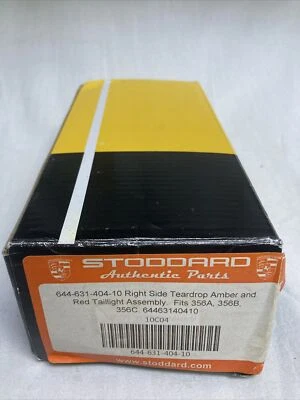 STODDARD
Authentic Parts
644-631-404-10 Right Side Teardrop Amber and
Red Taillight Assembly. Fits 356A, 356B,
356C. 64463140410
10C04
644-631-404-10
www.stoddard.com